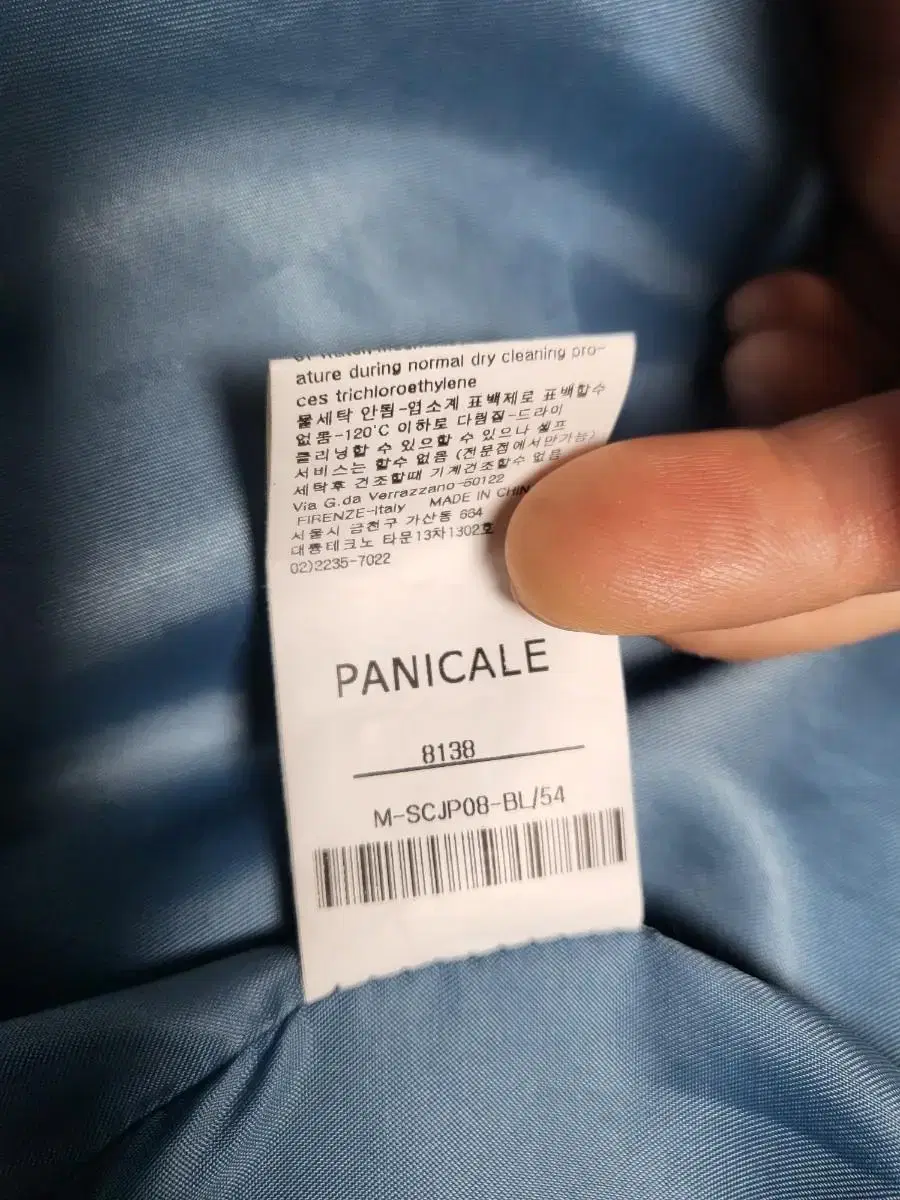 ature during normal dry cleaning pro-
ces trichloroethylene
물세탁 안됨-염소계 표백제로 표백할수
없음-120°C 이하로 다림질-드라이
클리닝할 수 있으할 수 있으나 셀프
서비스는 할수 없음 (전문점에서만가능)
세탁후 건조할때 기계건조할수 없음
Via G.da Verrazzano-50122
FIRENZE-Italy MADE IN CHIN
서울시 금천구 가산동 664
대륭테크노 타운13차1302호
02)2235-7022
PANICALE
8138
M-SCJP08-BL/54